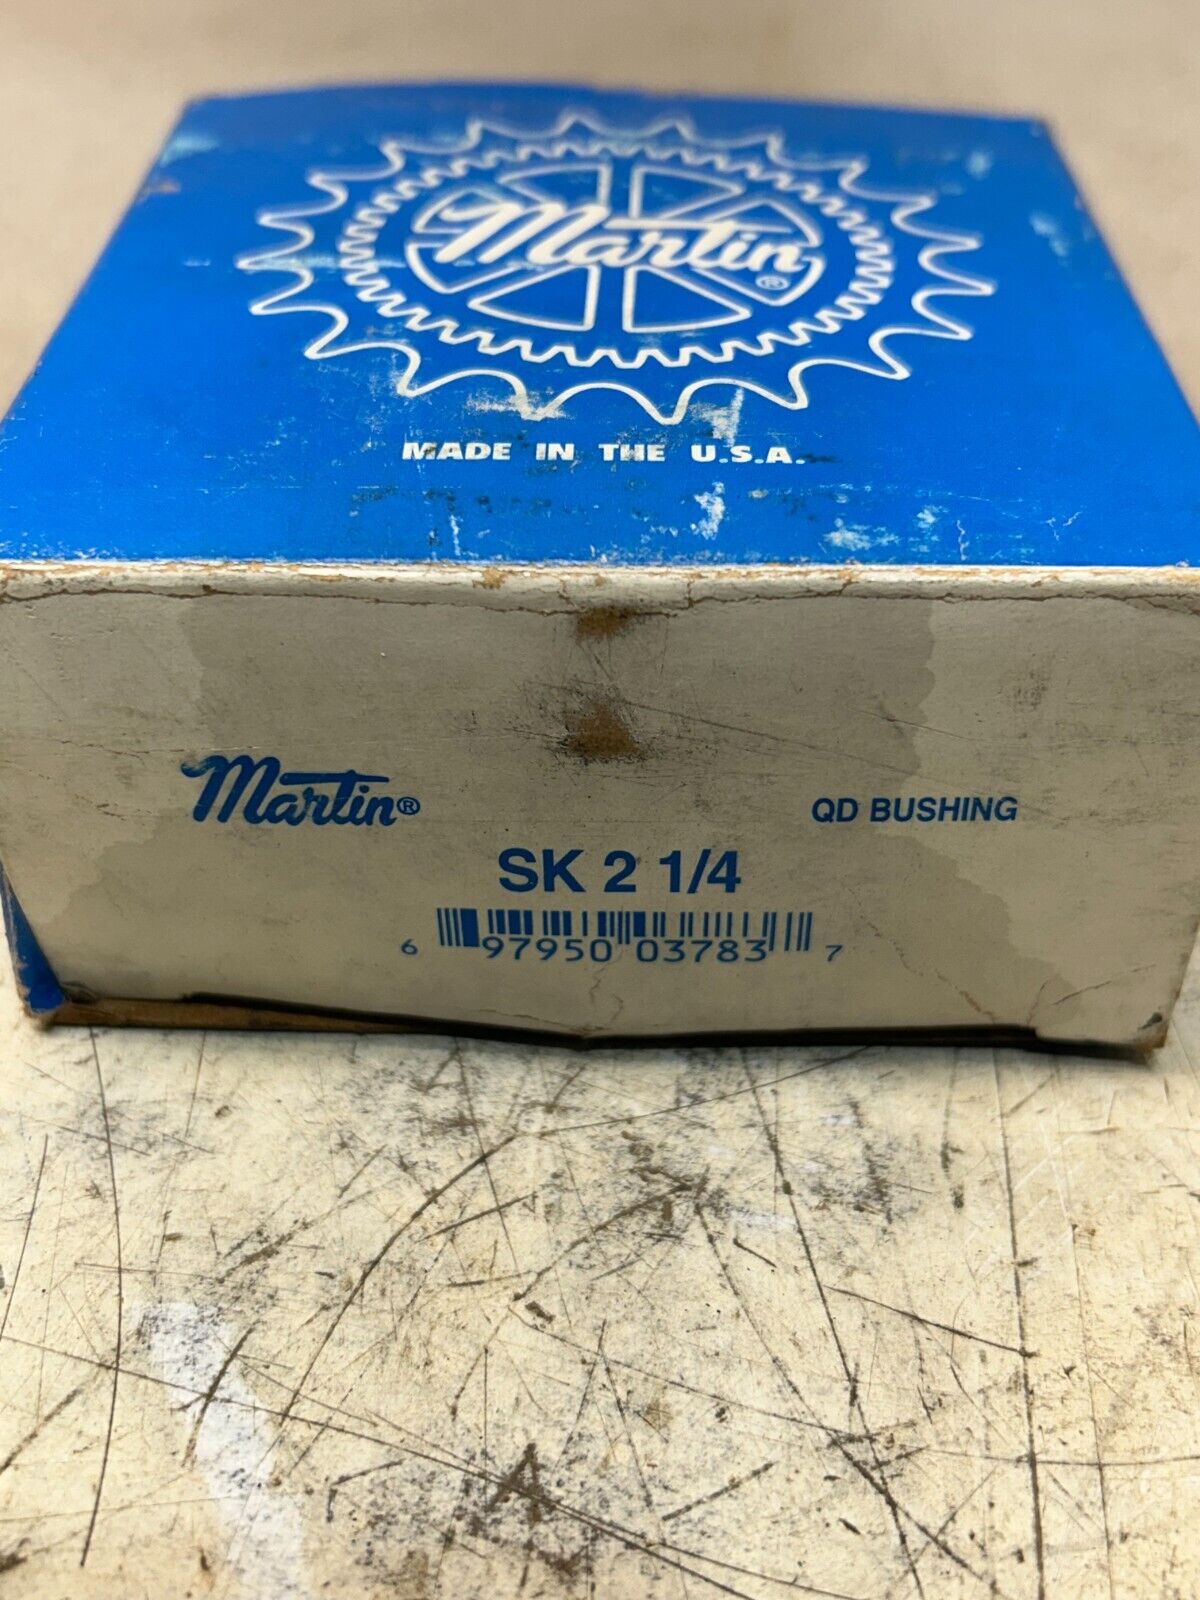 Martin®
MADE IN THE U.S.A.
Martin®
QD BUSHING
SK 2 1/4
6 97950 03783 7